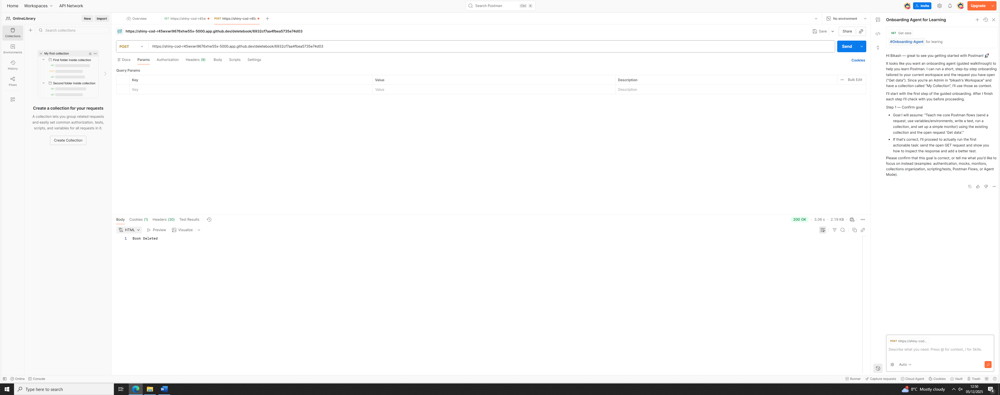 Home Workspaces API Network Search Postman Ctrl K Invite Upgrade
OnlineLibrary New Import
Overview GET https://shiny-cod-r45w POST https://shiny-cod-r45w No environment
Collections
Environments
History
Flows
Search collections
My first collection
First folder inside collection
GET
POST
GET
Second folder inside collection
GET
GET
Create a collection for your requests
A collection lets you group related requests
and easily set common authorization, tests,
scripts, and variables for all requests in it.
Create Collection
HTTP https://shiny-cod-r45wxwr9676xhw55x-5000.app.github.dev/deletebook/6932cf7aa4fbea5735e74d03 Save Share
POST https://shiny-cod-r45wxwr9676xhw55x-5000.app.github.dev/deletebook/6932cf7aa4fbea5735e74d03 Send
Docs Params Authorization Headers (9) Body Scripts Settings Cookies
Query Params
Key Value Description Bulk Edit
Key Value Description
Body Cookies (1) Headers (30) Test Results 200 OK 3.06 s 2.19 KB
HTML Preview Visualize
1 Book Deleted
Onboarding Agent for Learning
GET Get data
#Onboarding-Agent for learing
Hi Bikash — great to see you getting started with Postman! 🚀
It looks like you want an onboarding agent (guided walkthrough) to
help you learn Postman. I can run a short, step-by-step onboarding
tailored to your current workspace and the request you have open
("Get data"). Since you're an Admin in "bikash's Workspace" and
have a collection called "My Collection", I'll use those as context.
I'll start with the first step of the guided onboarding. After I finish
each step I'll check with you before proceeding.
Step 1 — Confirm goal
• Goal I will assume: "Teach me core Postman flows (send a
request, use variables/environments, write a test, run a
collection, and set up a simple monitor) using the existing
collection and the open request 'Get data'."
• If that's correct, I'll proceed to actually run the first
actionable task: send the open GET request and show you
how to inspect the response and add a better test.
Please confirm that this goal is correct, or tell me what you'd like to
focus on instead (examples: authentication, mocks, monitors,
collections organization, scripting/tests, Postman Flows, or Agent
Mode).
POST https://shiny-cod...
Describe what you need. Press @ for context, / for Skills.
Auto
Online Console Runner Capture requests Cloud Agent Cookies Vault Trash
Type here to search W 8°C Mostly cloudy 12:50
05/12/2025 4